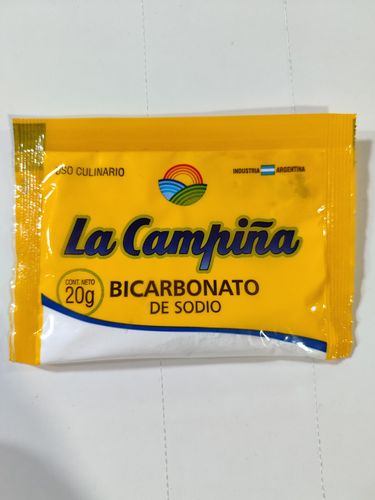 USO CULINARIO
INDUSTRIA ARGENTINA
La Campiña
CONT. NETO
20g
BICARBONATO
DE SODIO